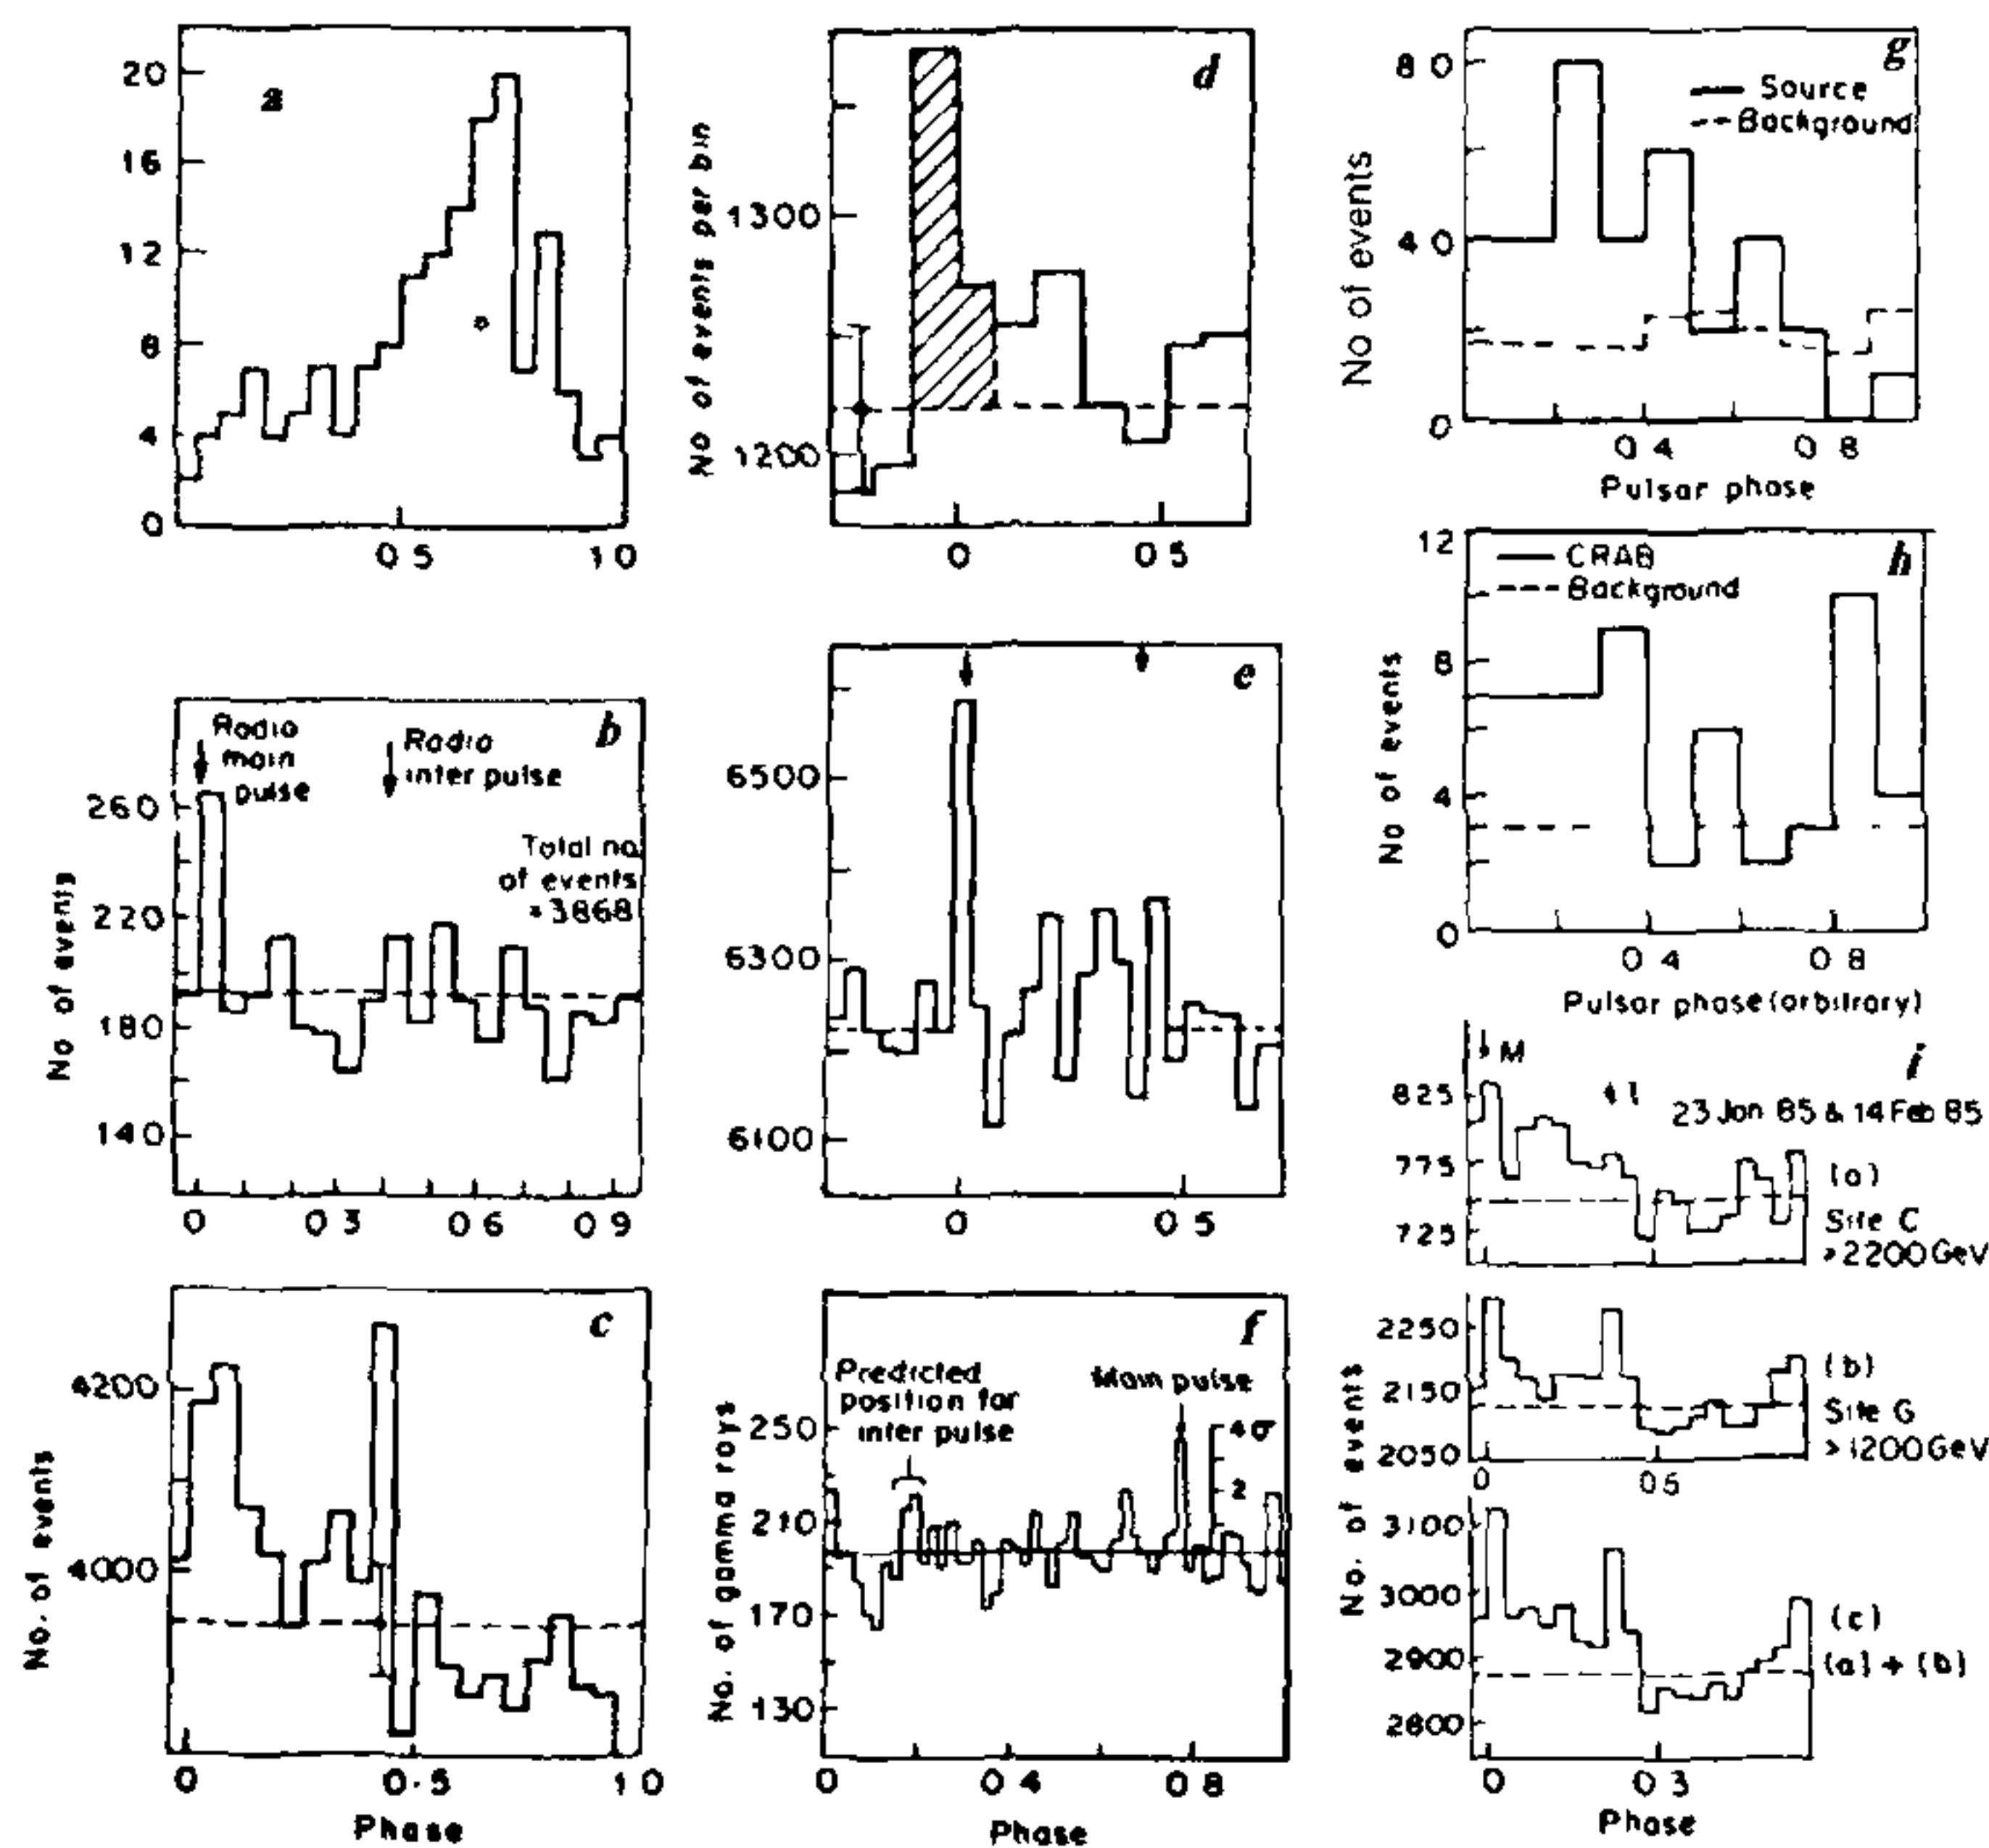 a
20
16
12
8
4
0
0 5
1 0
b
Radio
main
pulse
Radio
inter pulse
Total no
of events
=3868
No of events
260
220
180
140
0
0 3
0 6
0 9
c
No. of events
4200
4000
0
0.5
1 0
Phase
d
No of events per bin
1300
1200
0
0 5
e
6500
6300
6100
0
0 5
f
Predicted
position for
inter pulse
Main pulse
4σ
2
No. of gamma rays
250
210
170
130
0
0 4
0 8
Phase
g
Source
Background
No of events
8 0
4 0
0
0 4
0 8
Pulsar phase
h
CRAB
Background
No of events
12
8
4
0
0 4
0 8
Pulsar phase (arbitrary)
i
M
I
23 Jan 85 & 14 Feb 85
825
775
725
(a)
Site C
>2200GeV
2250
2150
2050
(b)
Site G
>1200GeV
0
05
No. of events
3100
3000
2900
2800
(c)
(a) + (b)
0
0 3
Phase